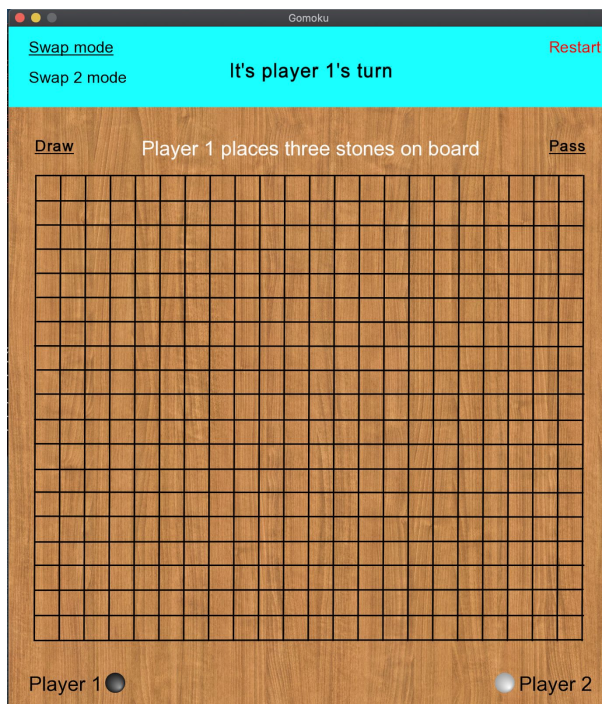 Gomoku
Swap mode
Restart
Swap 2 mode
It's player 1's turn
Draw
Player 1 places three stones on board
Pass
Player 1
Player 2